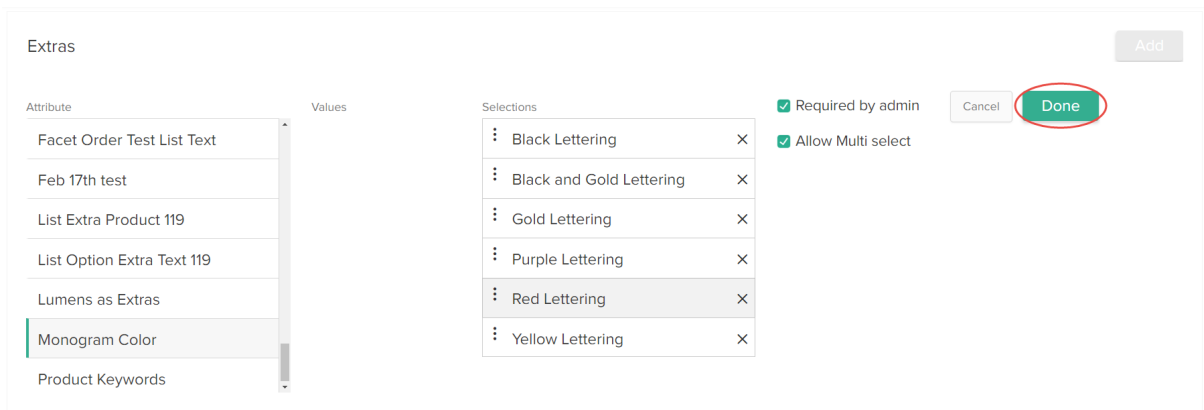 Extras
Add
Attribute
Values
Selections
Required by admin
Cancel
Done
Allow Multi select
Facet Order Test List Text
Feb 17th test
List Extra Product 119
List Option Extra Text 119
Lumens as Extras
Monogram Color
Product Keywords
Black Lettering
Black and Gold Lettering
Gold Lettering
Purple Lettering
Red Lettering
Yellow Lettering